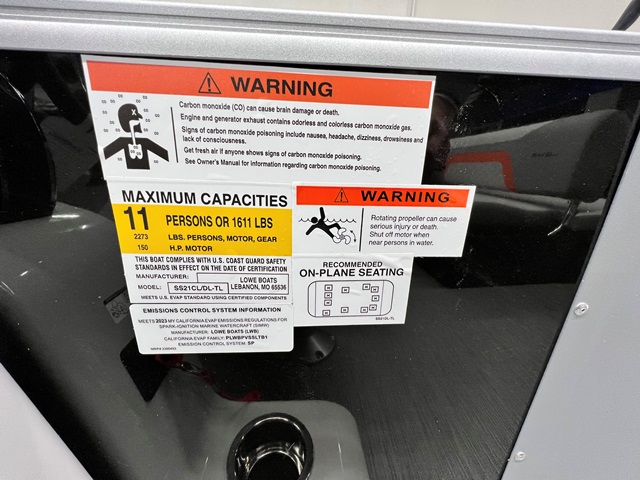 WARNING
Carbon monoxide (CO) can cause brain damage or death.
Engine and generator exhaust contains odorless and colorless carbon monoxide gas.
Signs of carbon monoxide poisoning include nausea, headache, dizziness, drowsiness and
lack of consciousness.
Get fresh air if anyone shows signs of carbon monoxide poisoning.
See Owner's Manual for information regarding carbon monoxide poisoning.
MAXIMUM CAPACITIES
11 PERSONS OR 1611 LBS
2273 LBS. PERSONS, MOTOR, GEAR
150 H.P. MOTOR
THIS BOAT COMPLIES WITH U.S. COAST GUARD SAFETY
STANDARDS IN EFFECT ON THE DATE OF CERTIFICATION
MANUFACTURER: LOWE BOATS
LEBANON, MO 65536
MODEL: SS21CL/DL-TL
MEETS U.S. EVAP STANDARD USING CERTIFIED COMPONENTS
WARNING
Rotating propeller can cause
serious injury or death.
Shut off motor when
near persons in water.
RECOMMENDED
ON-PLANE SEATING
SS21DL-TL
EMISSIONS CONTROL SYSTEM INFORMATION
MEETS 2023 MY CALIFORNIA EVAP EMISSIONS REGULATIONS FOR
SPARK-IGNITION MARINE WATERCRAFT (SIMW)
MANUFACTURER: LOWE BOATS (LWB)
CALIFORNIA EVAP FAMILY: PLWBPVSSLTB1
EMISSION CONTROL SYSTEM: SP